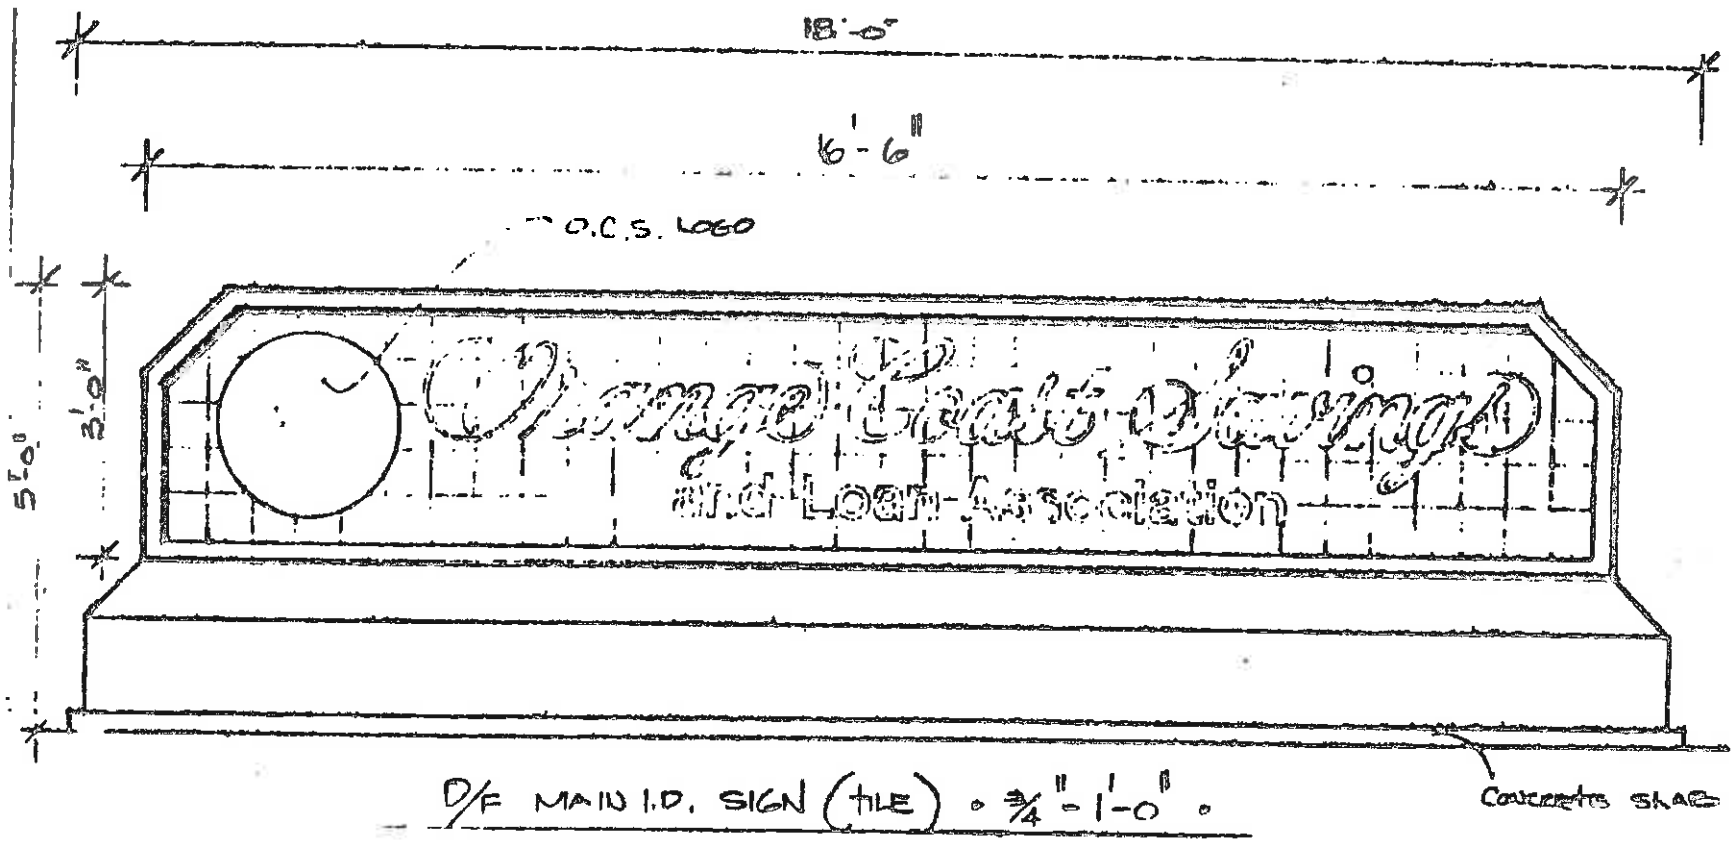 18'-0"
16'-6"
O.C.S. LOGO
3'-0"
5'-0"
Orange Coast Savings
and Loan Association
D/F MAIN I.D. SIGN (TILE) • 3/4" - 1'-0" •
CONCRETE SLAB